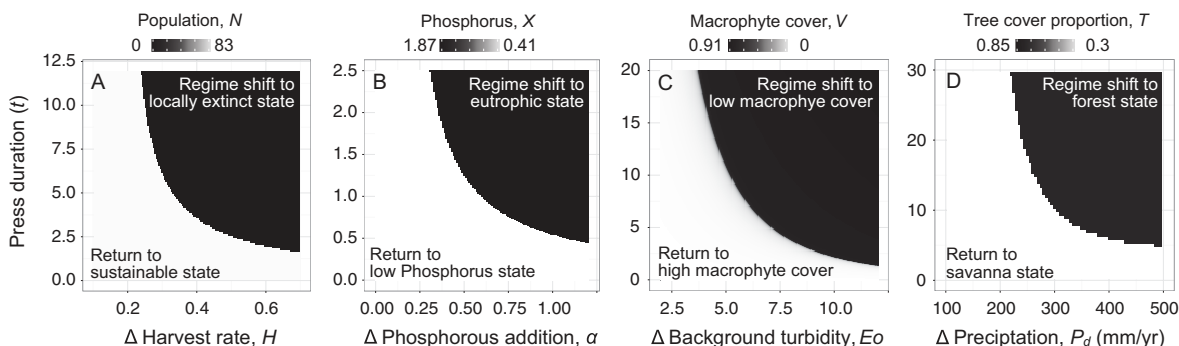 Population, N
0 83
Phosphorus, X
1.87 0.41
Macrophyte cover, V
0.91 0
Tree cover proportion, T
0.85 0.3
Press duration (t)
12.5
10.0
7.5
5.0
2.5
0.0
A
Regime shift to
locally extinct state
Return to
sustainable state
0.2 0.4 0.6
Δ Harvest rate, H
2.5
2.0
1.5
1.0
0.5
0.0
B
Regime shift to
eutrophic state
Return to
low Phosphorus state
0.00 0.25 0.50 0.75 1.00
Δ Phosphorous addition, α
20
15
10
5
0
C
Regime shift to
low macrophye cover
Return to
high macrophyte cover
2.5 5.0 7.5 10.0
Δ Background turbidity, Eo
30
20
10
0
D
Regime shift to
forest state
Return to
savanna state
100 200 300 400 500
Δ Preciptation, P_d (mm/yr)